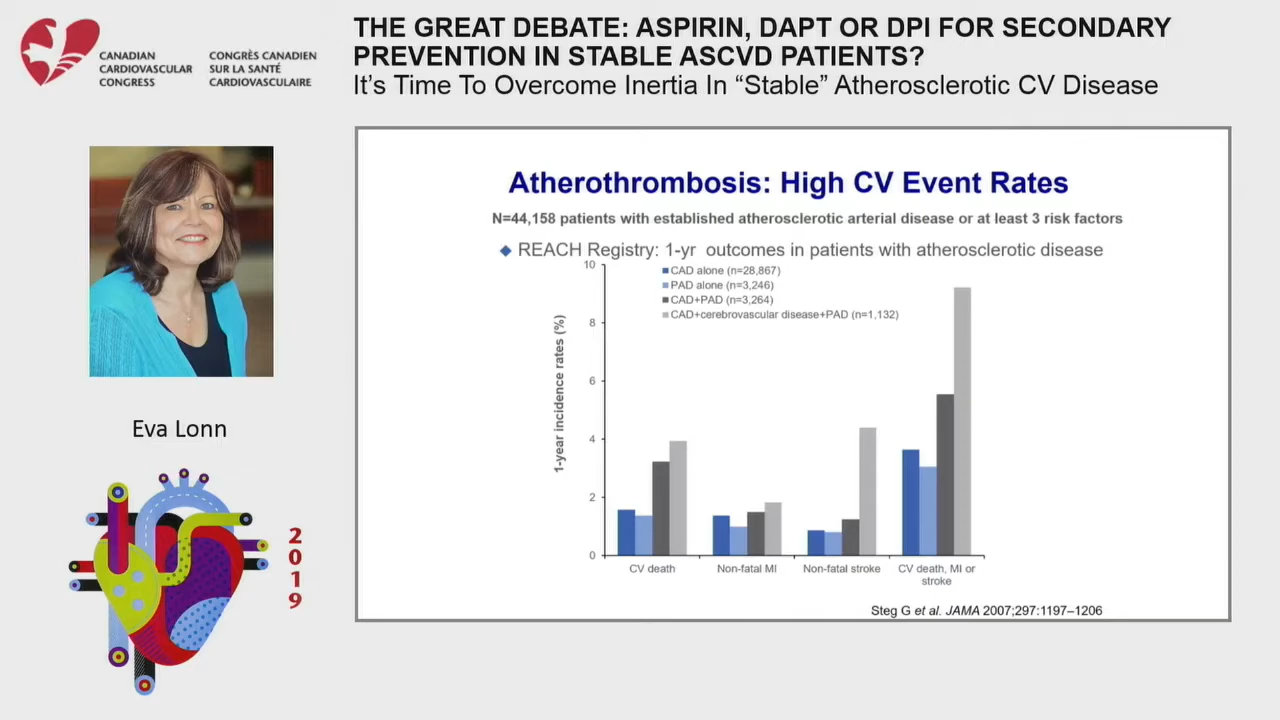 CANADIAN
CARDIOVASCULAR
CONGRESS
CONGRÈS CANADIEN
SUR LA SANTÉ
CARDIOVASCULAIRE
THE GREAT DEBATE: ASPIRIN, DAPT OR DPI FOR SECONDARY
PREVENTION IN STABLE ASCVD PATIENTS?
It's Time To Overcome Inertia In “Stable” Atherosclerotic CV Disease
Eva Lonn
2
0
1
9
Atherothrombosis: High CV Event Rates
N=44,158 patients with established atherosclerotic arterial disease or at least 3 risk factors
◆ REACH Registry: 1-yr outcomes in patients with atherosclerotic disease
CAD alone (n=28,867)
PAD alone (n=3,246)
CAD+PAD (n=3,264)
CAD+cerebrovascular disease+PAD (n=1,132)
1-year incidence rates (%)
10
8
6
4
2
0
CV death
Non-fatal MI
Non-fatal stroke
CV death, MI or
stroke
Steg G et al. JAMA 2007;297:1197–1206